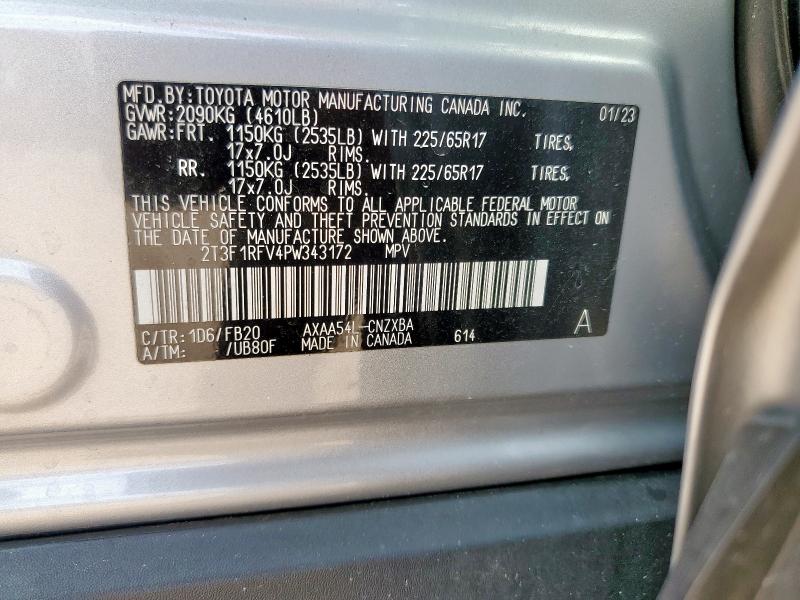 MFD.BY:TOYOTA MOTOR MANUFACTURING CANADA INC. 01/23
GVWR:2090KG (4610LB)
GAWR:FRT. 1150KG (2535LB) WITH 225/65R17 TIRES,
17x7.0J RIMS.
RR. 1150KG (2535LB) WITH 225/65R17 TIRES,
17x7.0J RIMS.
THIS VEHICLE CONFORMS TO ALL APPLICABLE FEDERAL MOTOR
VEHICLE SAFETY AND THEFT PREVENTION STANDARDS IN EFFECT ON
THE DATE OF MANUFACTURE SHOWN ABOVE.
2T3F1RFV4PW343172 MPV
C/TR:1D6/FB20 AXAA54L-CNZXBA A
A/TM: /UB80F MADE IN CANADA 614